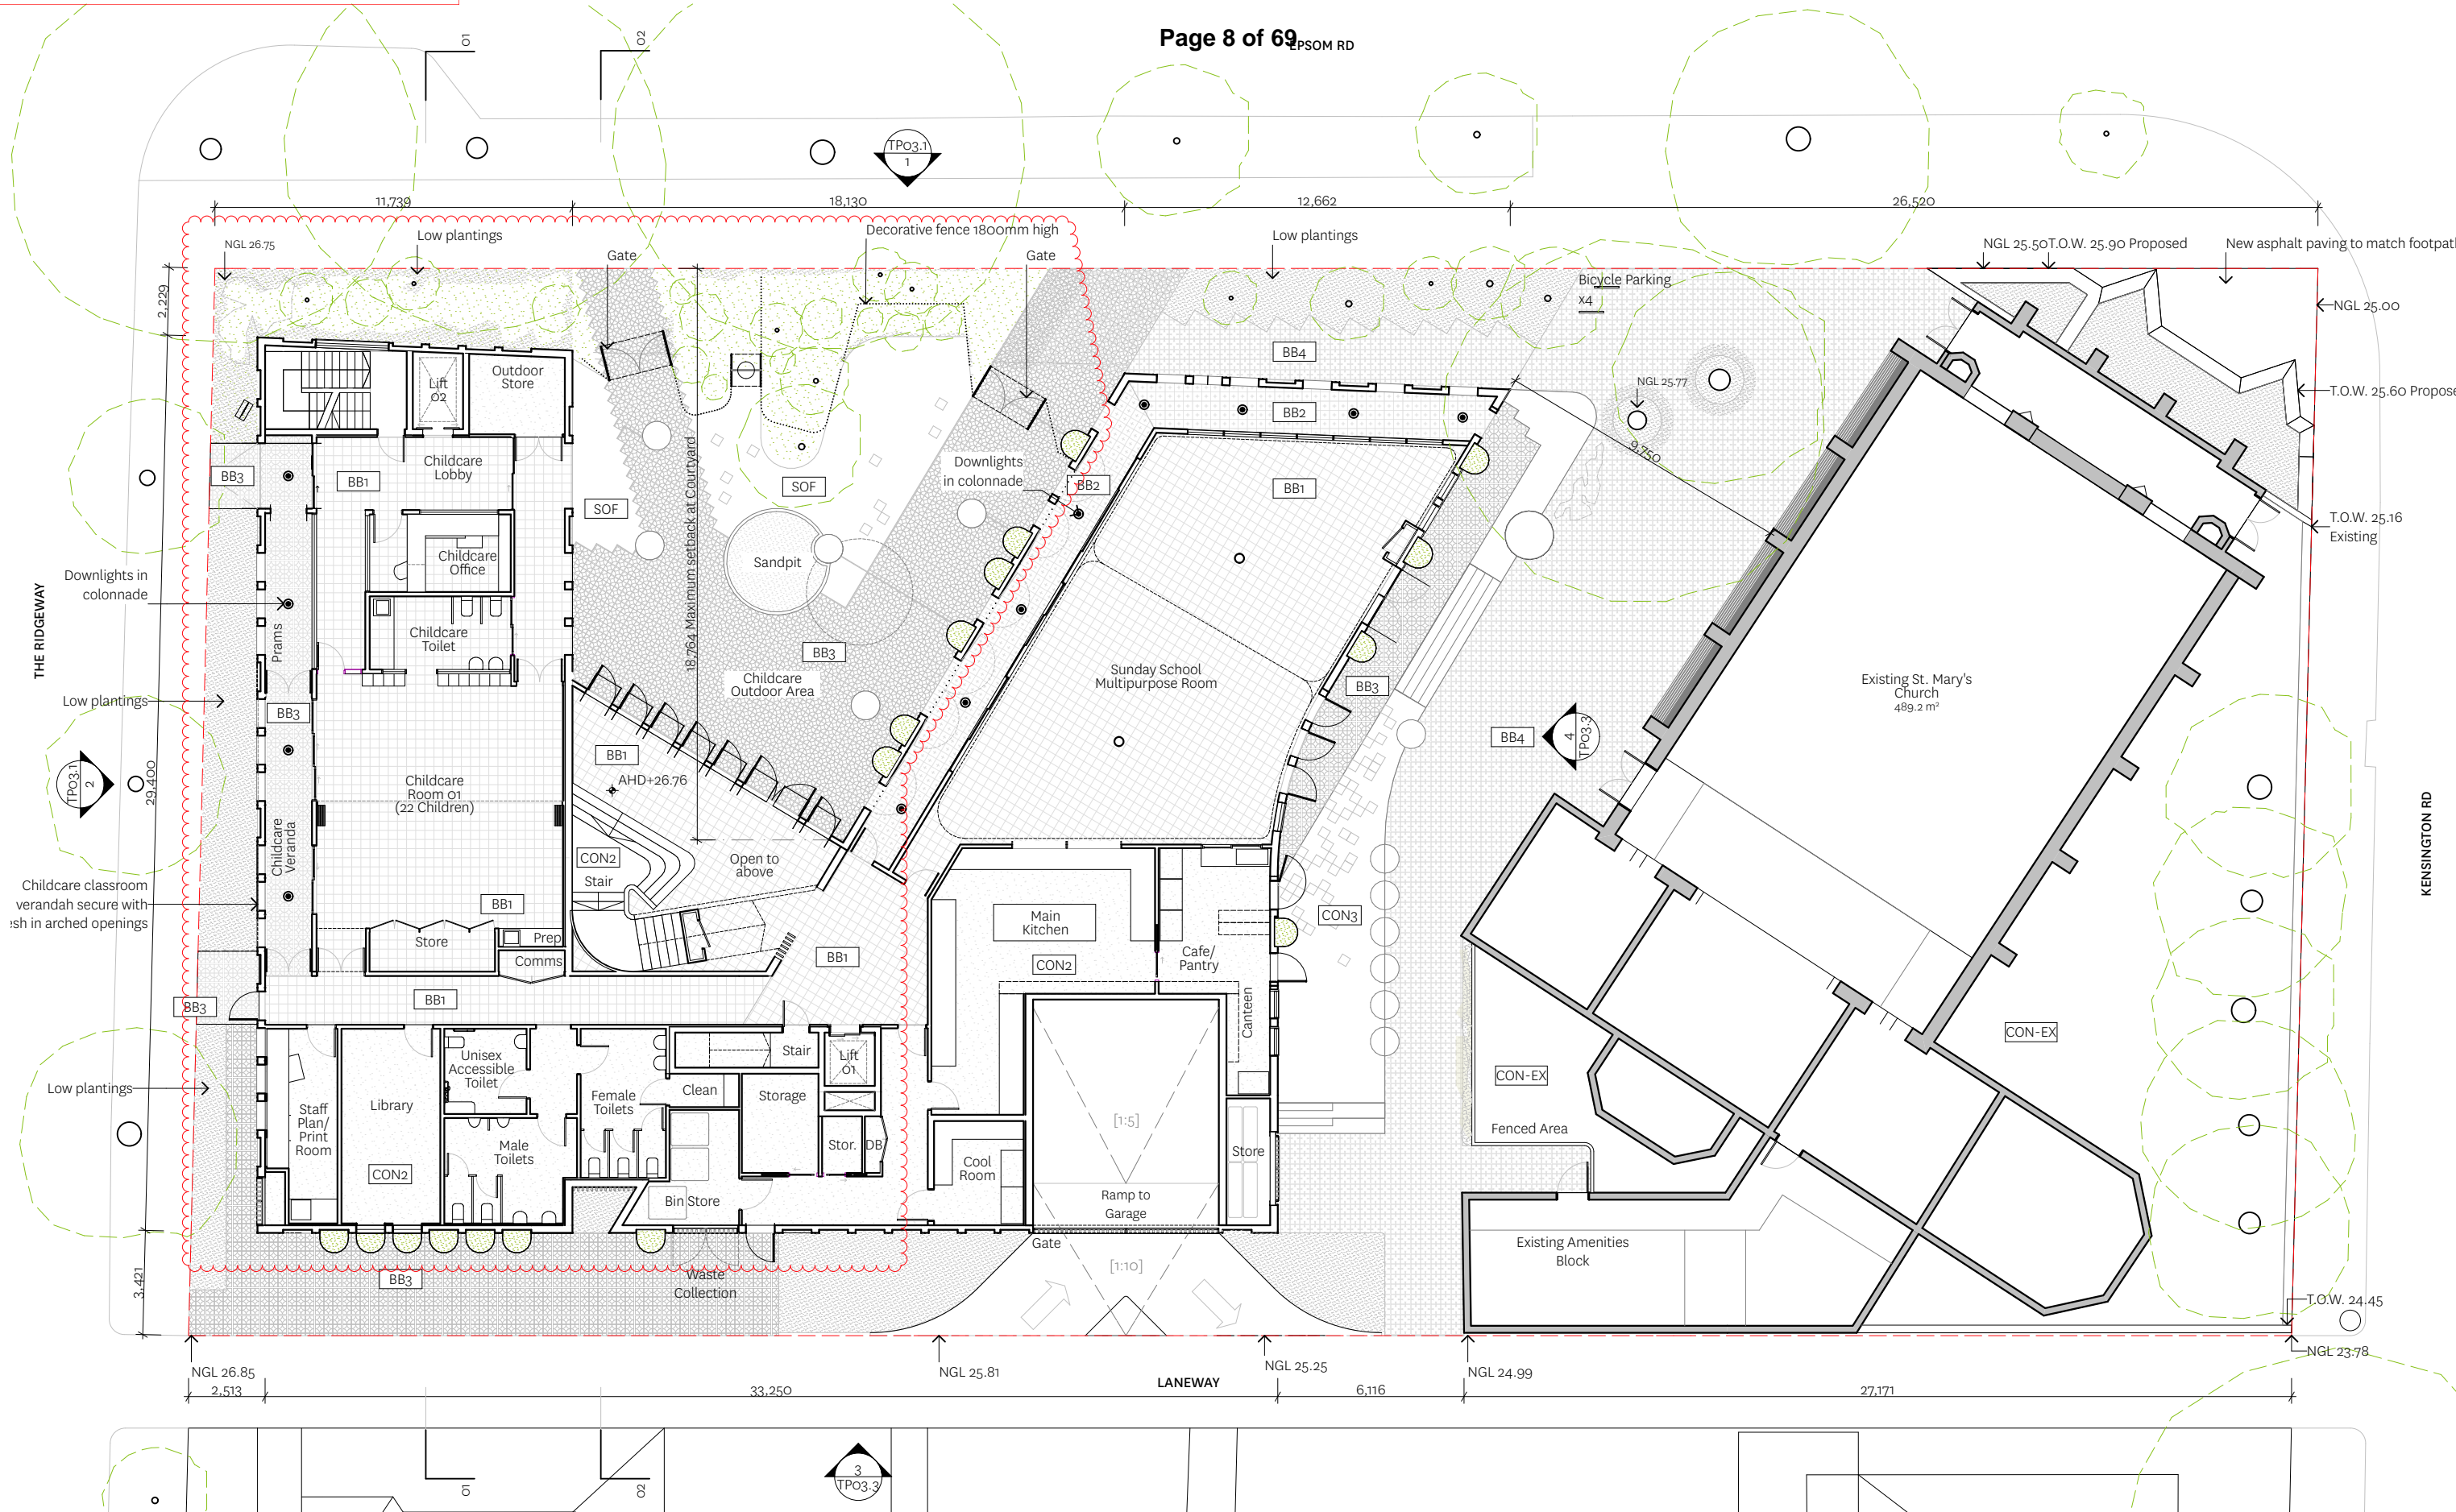 Page 8 of 69
EPSOM RD
01
02
TP03.1
1
11,739
18,130
12,662
26,520
NGL 26.75
Low plantings
Gate
Decorative fence 1800mm high
Gate
Low plantings
Bicycle Parking
x4
NGL 25.50
T.O.W. 25.90 Proposed
New asphalt paving to match footpat
NGL 25.00
2,229
Lift
02
Outdoor
Store
BB4
BB2
NGL 25.77
T.O.W. 25.60 Propose
9,750
BB3
BB1
Childcare
Lobby
SOF
SOF
Downlights
in colonnade
BB2
BB1
T.O.W. 25.16
Existing
18,764 Maximum setback at Courtyard
Childcare
Office
Sandpit
Downlights in
colonnade
THE RIDGEWAY
Prams
Childcare
Toilet
BB3
Childcare
Outdoor Area
Sunday School
Multipurpose Room
BB3
Existing St. Mary's
Church
489.2 m²
Low plantings
BB3
BB1
BB4
4
TP03.3
TP03.1
2
29,400
AHD+26.76
Childcare
Room 01
(22 Children)
Childcare
Veranda
CON2
Stair
Open to
above
KENSINGTON RD
Childcare classroom
verandah secure with
esh in arched openings
BB1
Store
Prep
Comms
Main
Kitchen
CON2
Cafe/
Pantry
CON3
BB1
BB1
BB3
Canteen
CON-EX
Unisex
Accessible
Toilet
Stair
Lift
01
Low plantings
Staff
Plan/
Print
Room
Library
Female
Toilets
Clean
Storage
CON-EX
[1:5]
Fenced Area
Male
Toilets
Stor.
DB
Cool
Room
Store
CON2
Bin Store
Ramp to
Garage
Gate
Existing Amenities
Block
3,421
BB3
Waste
Collection
[1:10]
T.O.W. 24.45
NGL 26.85
NGL 25.81
NGL 25.25
NGL 24.99
NGL 23.78
2,513
33,250
LANEWAY
6,116
27,171
01
02
3
TP03.3